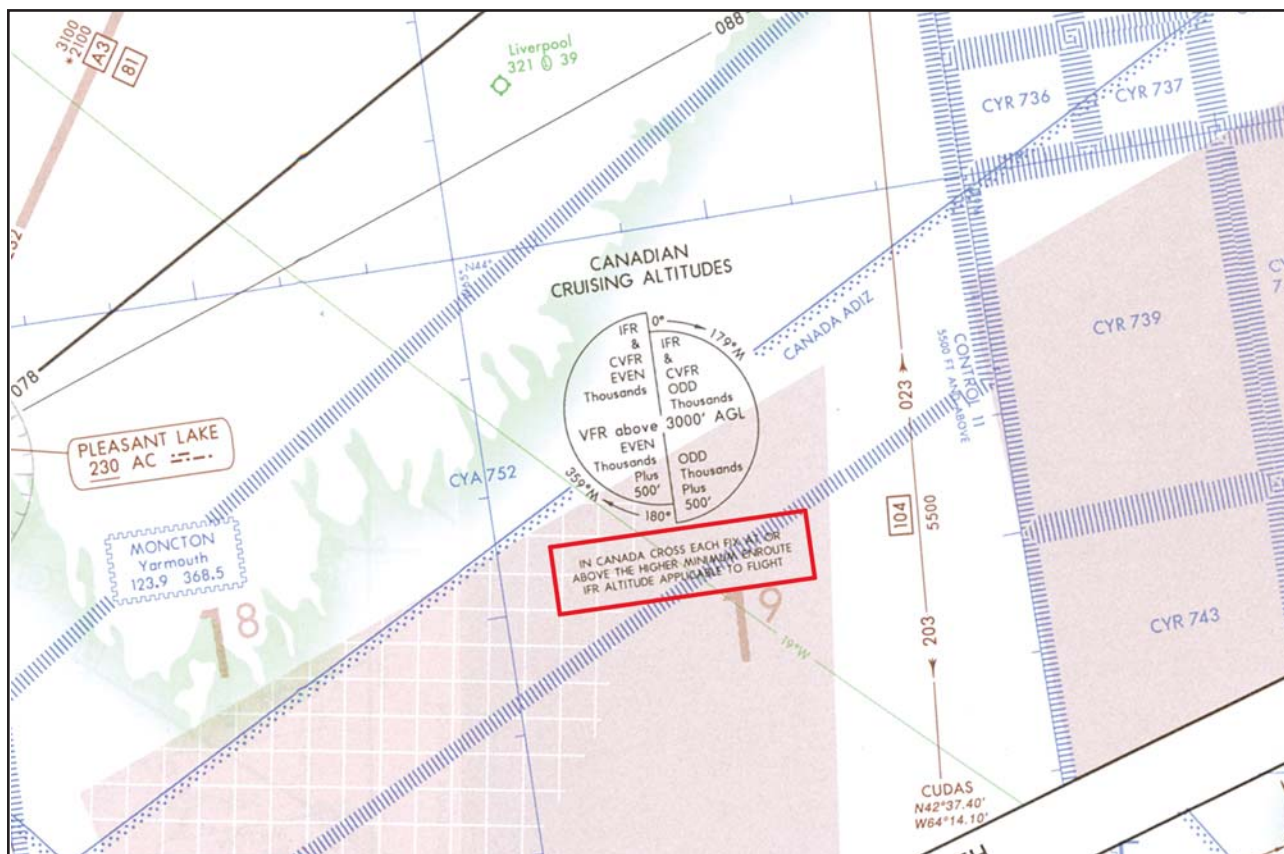 3100
*2100
A3
81
Liverpool
321 39
088
CYR 736
CYR 737
N44°
CANADIAN
CRUISING ALTITUDES
0°
179°M
IFR
&
CVFR
EVEN
Thousands
IFR
&
CVFR
ODD
Thousands
VFR above 3000' AGL
EVEN
Thousands
Plus
500'
ODD
Thousands
Plus
500'
359°M
180°
CANADA ADIZ
CYR 739
CONTROL 11
5500 FT AND ABOVE
023
078
PLEASANT LAKE
230 AC
CYA 752
MONCTON
Yarmouth
123.9 368.5
18
IN CANADA CROSS EACH FIX AT OR
ABOVE THE HIGHER MINIMUM ENROUTE
IFR ALTITUDE APPLICABLE TO FLIGHT
19
19°W
104
5500
203
CYR 743
CUDAS
N42°37.40'
W64°14.10'